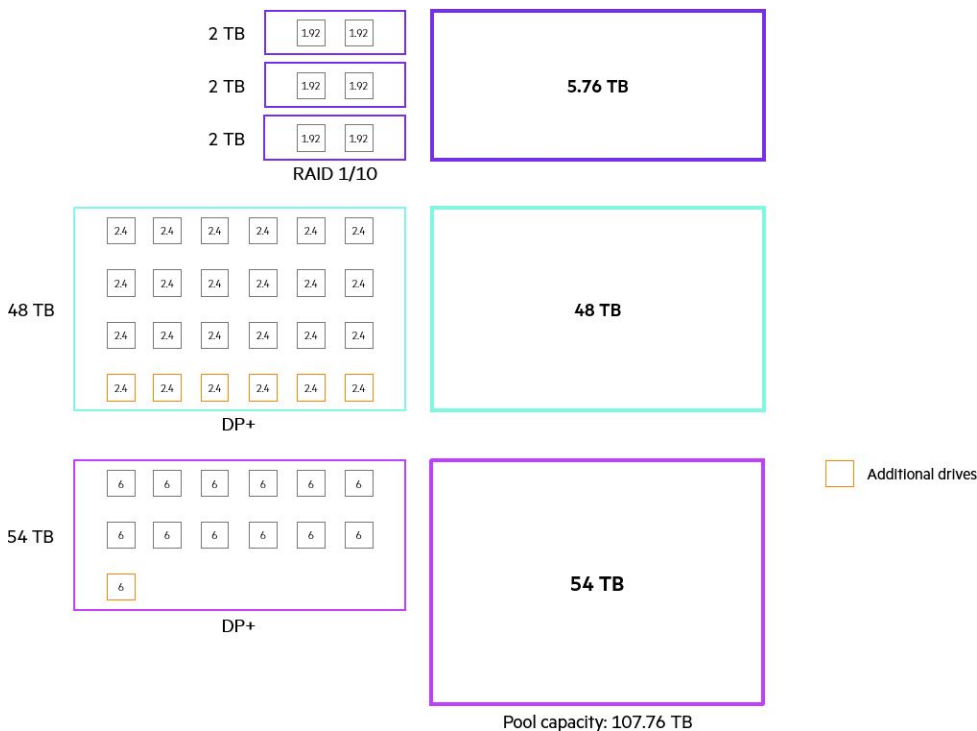 2 TB 1.92 1.92
5.76 TB
2 TB 1.92 1.92
2 TB 1.92 1.92
RAID 1/10
2.4 2.4 2.4 2.4 2.4 2.4
2.4 2.4 2.4 2.4 2.4 2.4
48 TB
48 TB
2.4 2.4 2.4 2.4 2.4 2.4
2.4 2.4 2.4 2.4 2.4 2.4
DP+
6 6 6 6 6 6
Additional drives
54 TB
6 6 6 6 6 6
54 TB
6
DP+
Pool capacity: 107.76 TB